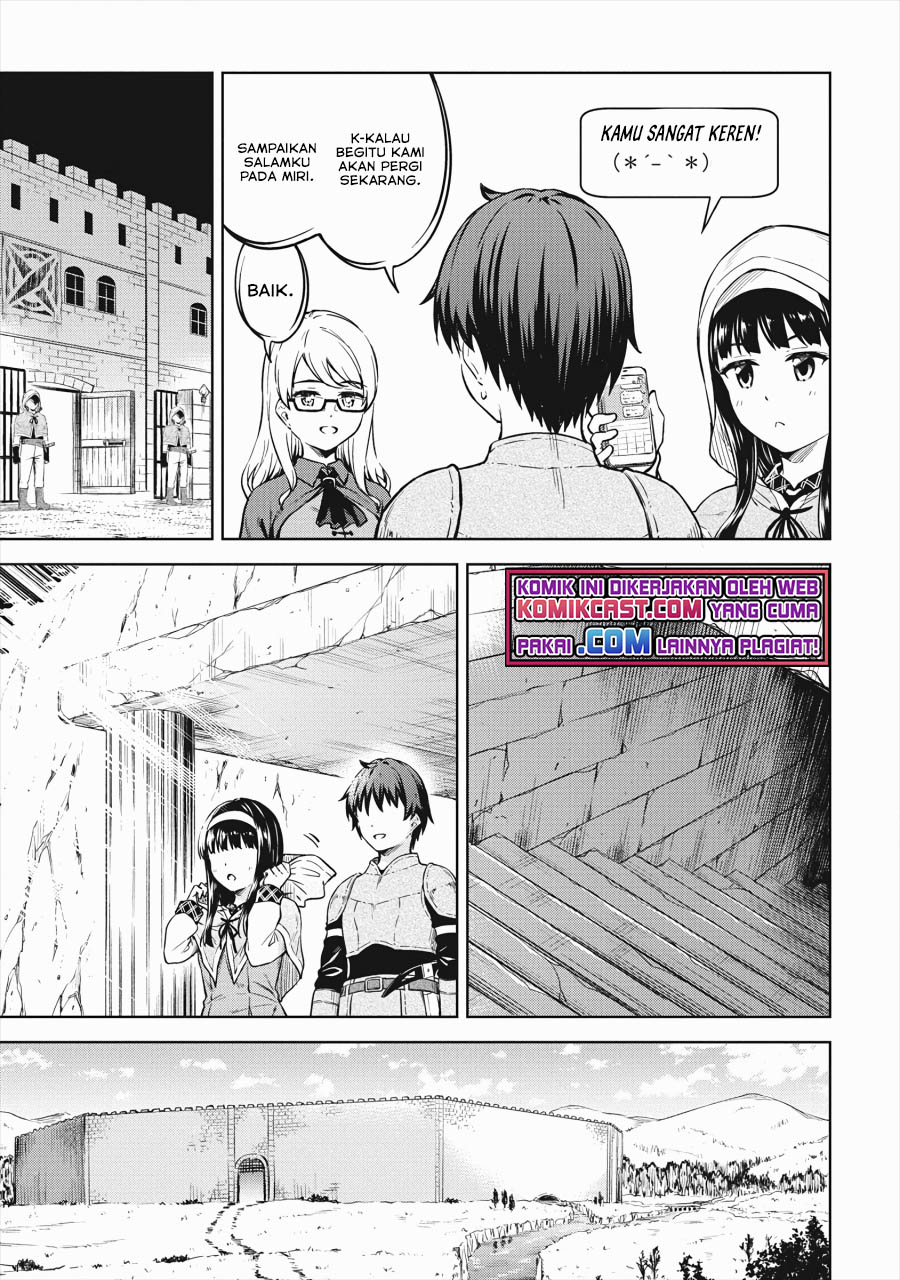 KAMU SANGAT KEREN!
(＊´-｀＊)
K-KALAU
BEGITU KAMI
AKAN PERGI
SEKARANG.
SAMPAIKAN
SALAMKU
PADA MIRI.
BAIK.
KOMIK INI DIKERJAKAN OLEH WEB
KOMIKCAST.COM YANG CUMA
PAKAI .COM LAINNYA PLAGIAT!